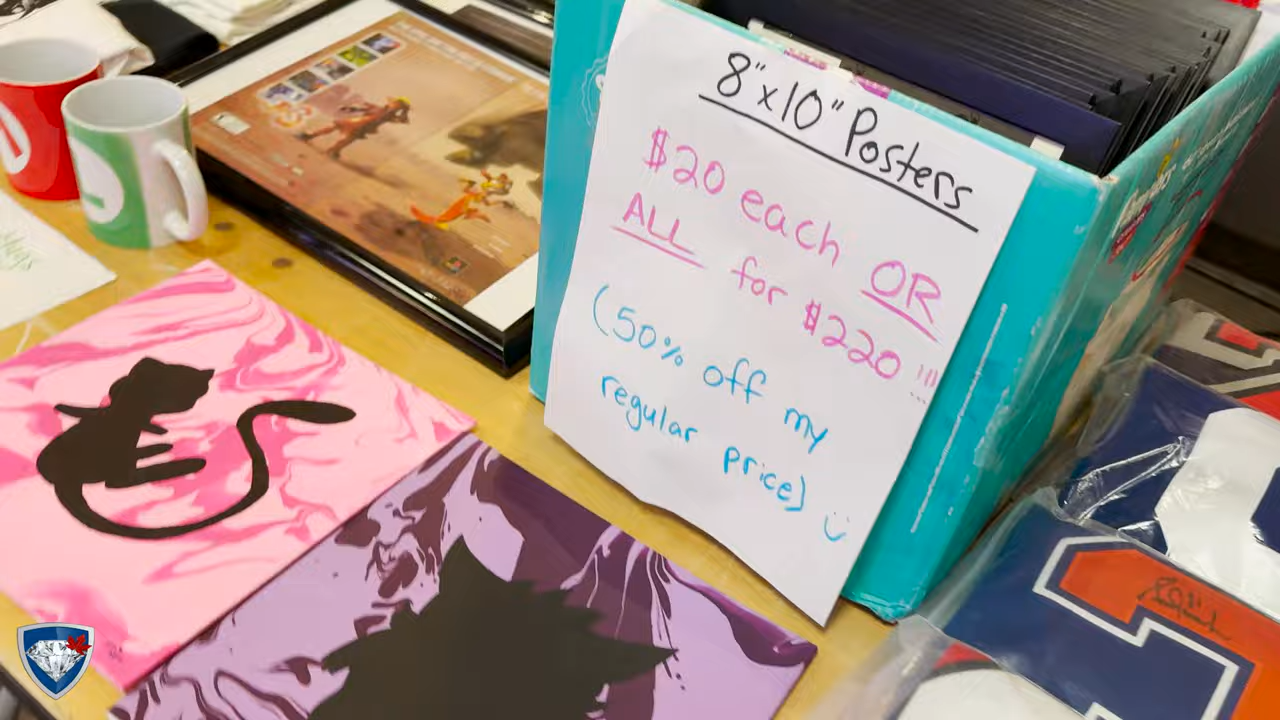 8"x10" Posters
$20 each OR
ALL for $220 !!!
(50% off my
regular price) :)